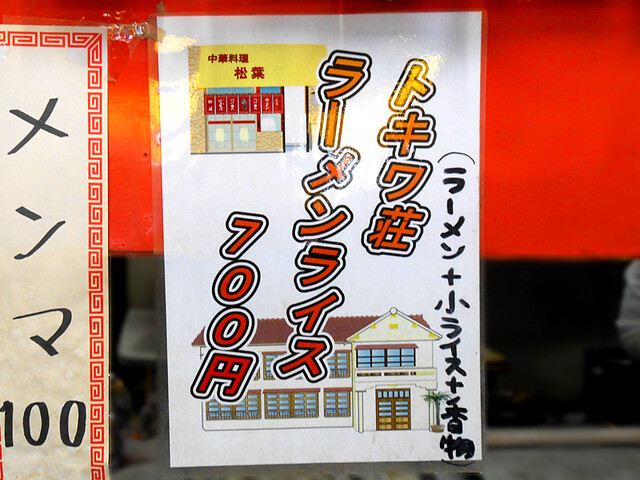 メンマ
100
中華料理
松葉
トキワ荘
ラーメンライス
700円
(ラーメン+小ライス+香物)